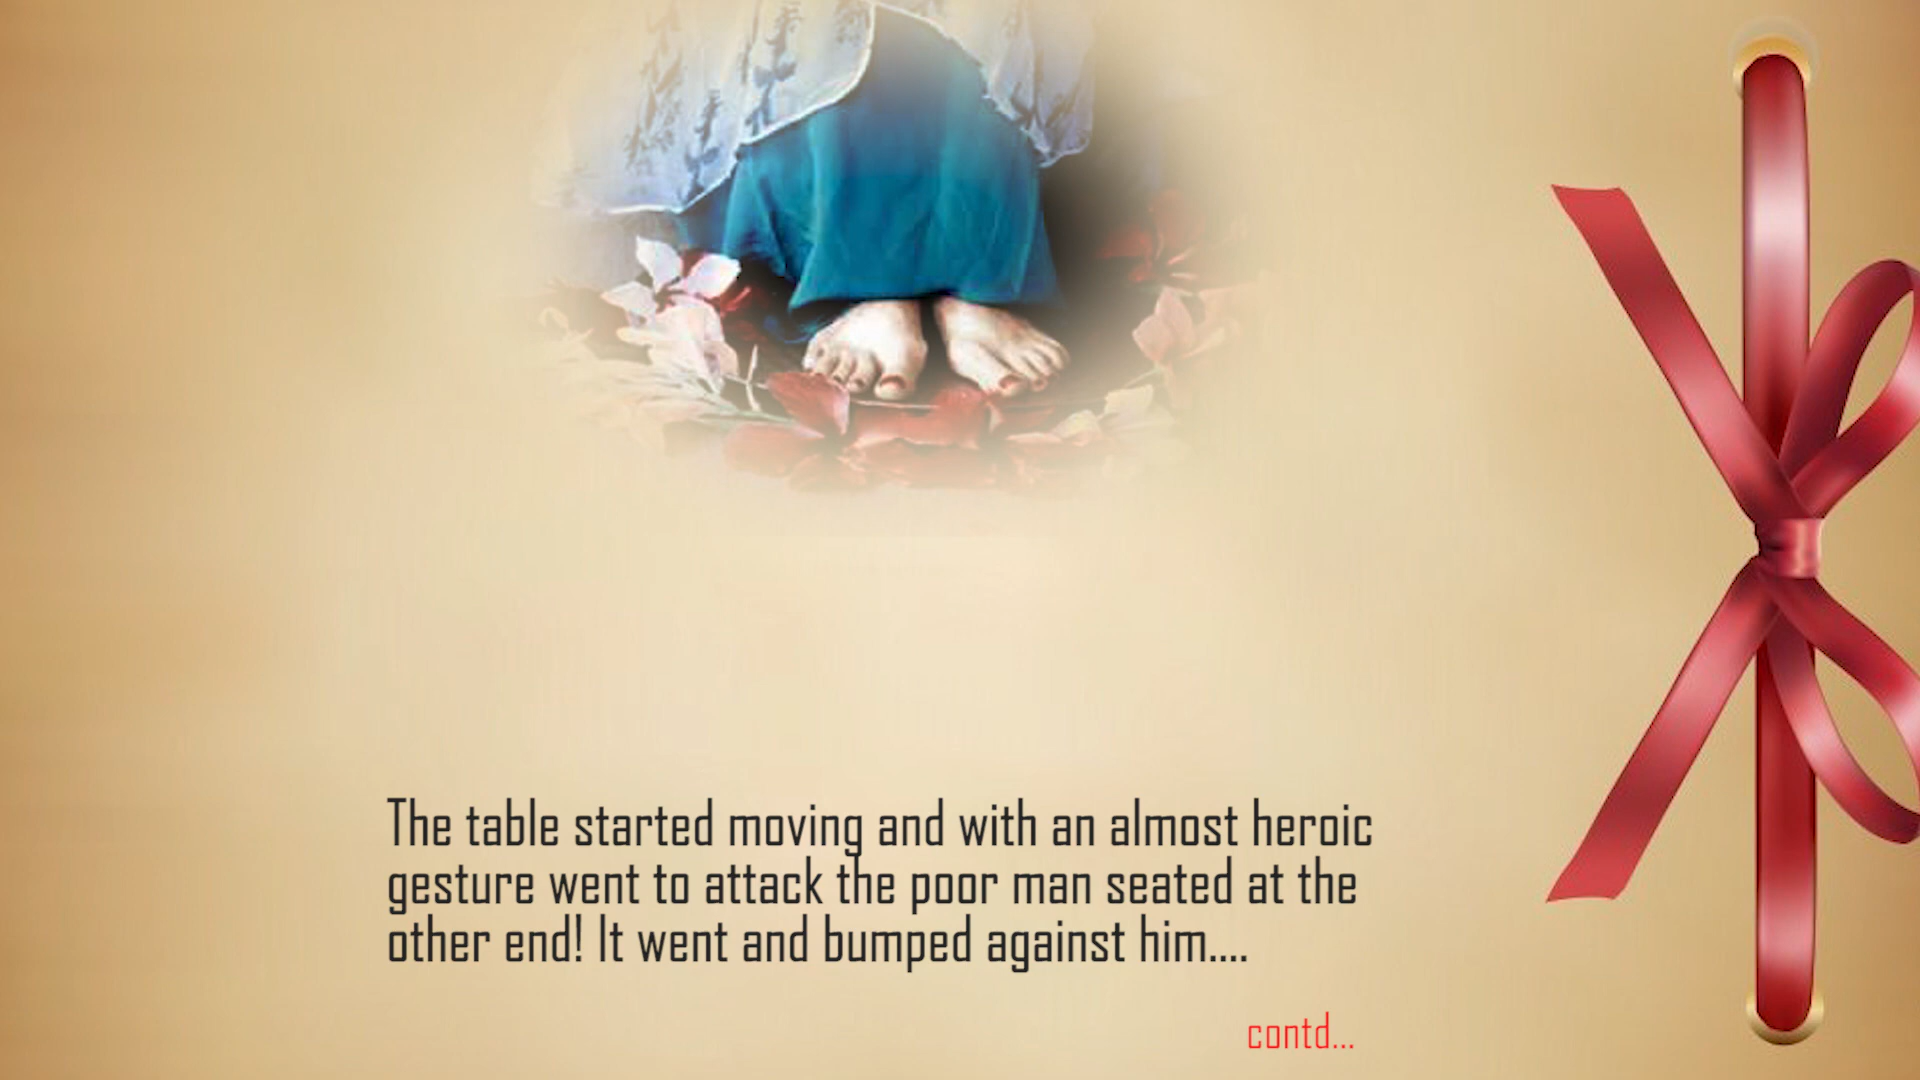 The table started moving and with an almost heroic
gesture went to attack the poor man seated at the
other end! It went and bumped against him....
contd...